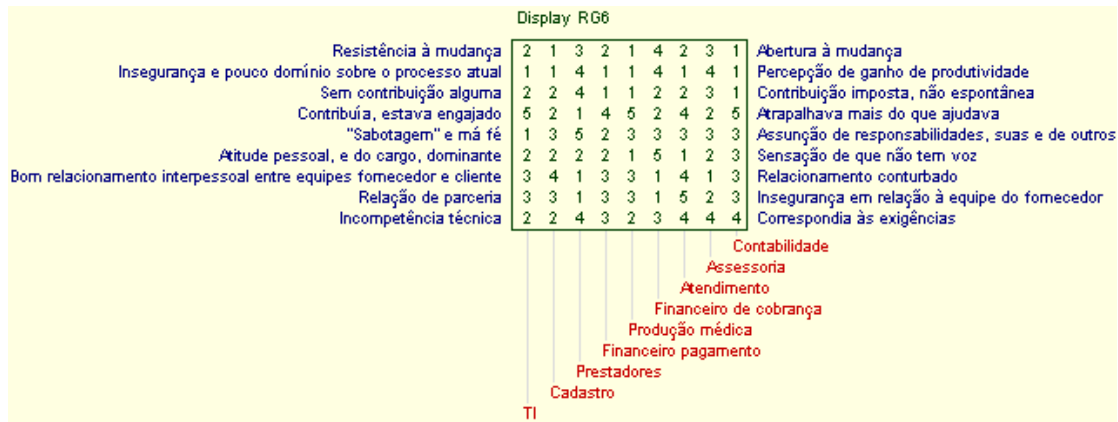 Display RG6
Resistência à mudança 2 1 3 2 1 4 2 3 1 Abertura à mudança
Insegurança e pouco domínio sobre o processo atual 1 1 4 1 1 4 1 4 1 Percepção de ganho de produtividade
Sem contribuição alguma 2 2 4 1 1 2 2 3 1 Contribuição imposta, não espontânea
Contribuía, estava engajado 5 2 1 4 5 2 4 2 5 Atrapalhava mais do que ajudava
"Sabotagem" e má fé 1 3 5 2 3 3 3 3 3 Assunção de responsabilidades, suas e de outros
Atitude pessoal, e do cargo, dominante 2 2 2 2 1 5 1 2 3 Sensação de que não tem voz
Bom relacionamento interpessoal entre equipes fornecedor e cliente 3 4 1 3 3 1 4 1 3 Relacionamento conturbado
Relação de parceria 3 3 1 3 3 1 5 2 3 Insegurança em relação à equipe do fornecedor
Incompetência técnica 2 2 4 3 2 3 4 4 4 Correspondia às exigências
Contabilidade
Assessoria
Atendimento
Financeiro de cobrança
Produção médica
Financeiro pagamento
Prestadores
Cadastro
TI